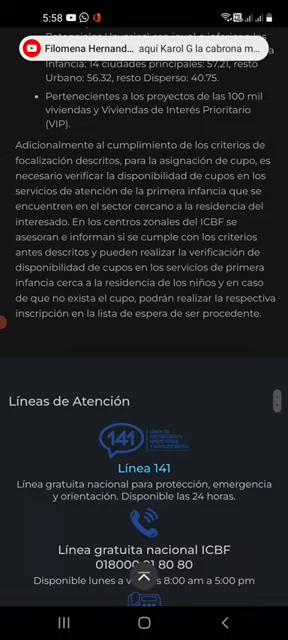 5:58
Filomena Hernand... aquí Karol G la cabrona m...
Infancia: 14 ciudades principales: 57.21, resto
Urbano: 56.32, resto Disperso: 40.75.
• Pertenecientes a los proyectos de las 100 mil
viviendas y Viviendas de Interés Prioritario
(VIP).
Adicionalmente al cumplimiento de los criterios de
focalización descritos, para la asignación de cupo, es
necesario verificar la disponibilidad de cupos en los
servicios de atención de la primera infancia que se
encuentren en el sector cercano a la residencia del
interesado. En los centros zonales del ICBF se
asesoran e informan si se cumple con los criterios
antes descritos y pueden realizar la verificación de
disponibilidad de cupos en los servicios de primera
infancia cerca a la residencia de los niños y en caso
de que no exista el cupo, podrán realizar la respectiva
inscripción en la lista de espera de ser procedente.
Líneas de Atención
141
Línea 141
Línea gratuita nacional para protección, emergencia
y orientación. Disponible las 24 horas.
Línea gratuita nacional ICBF
018000 91 80 80
Disponible lunes a viernes 8:00 am a 5:00 pm